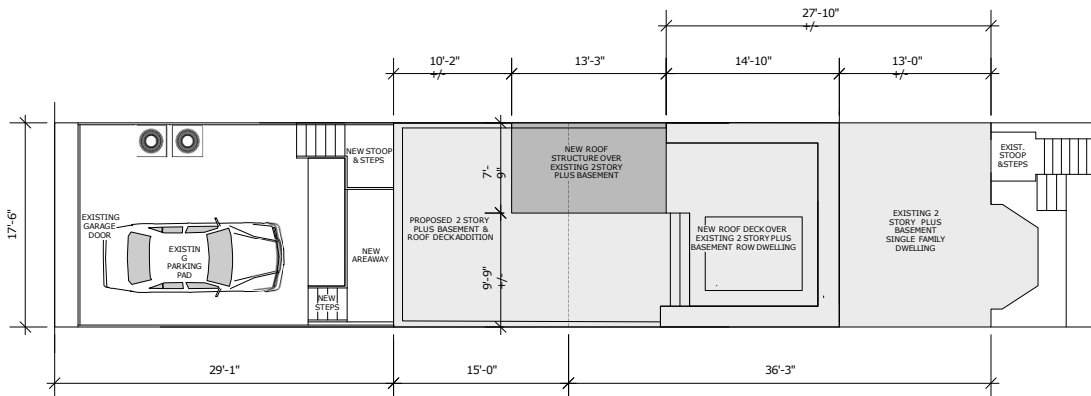 27'-10"
+/-
10'-2"
+/-
13'-3"
14'-10"
13'-0"
+/-
NEW STOOP
& STEPS
NEW ROOF
STRUCTURE OVER
EXISTING 2 STORY
PLUS BASEMENT
7'-
9"
EXIST.
STOOP
& STEPS
17'-6"
EXISTING
GARAGE
DOOR
EXISTIN
G
PARKING
PAD
NEW
AREAWAY
NEW
STEPS
PROPOSED 2 STORY
PLUS BASEMENT &
ROOF DECK ADDITION
9'-9"
+/-
NEW ROOF DECK OVER
EXISTING 2 STORY PLUS
BASEMENT ROW DWELLING
EXISTING 2
STORY PLUS
BASEMENT
SINGLE FAMILY
DWELLING
29'-1"
15'-0"
36'-3"